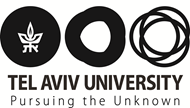 TEL AVIV UNIVERSITY
Pursuing the Unknown